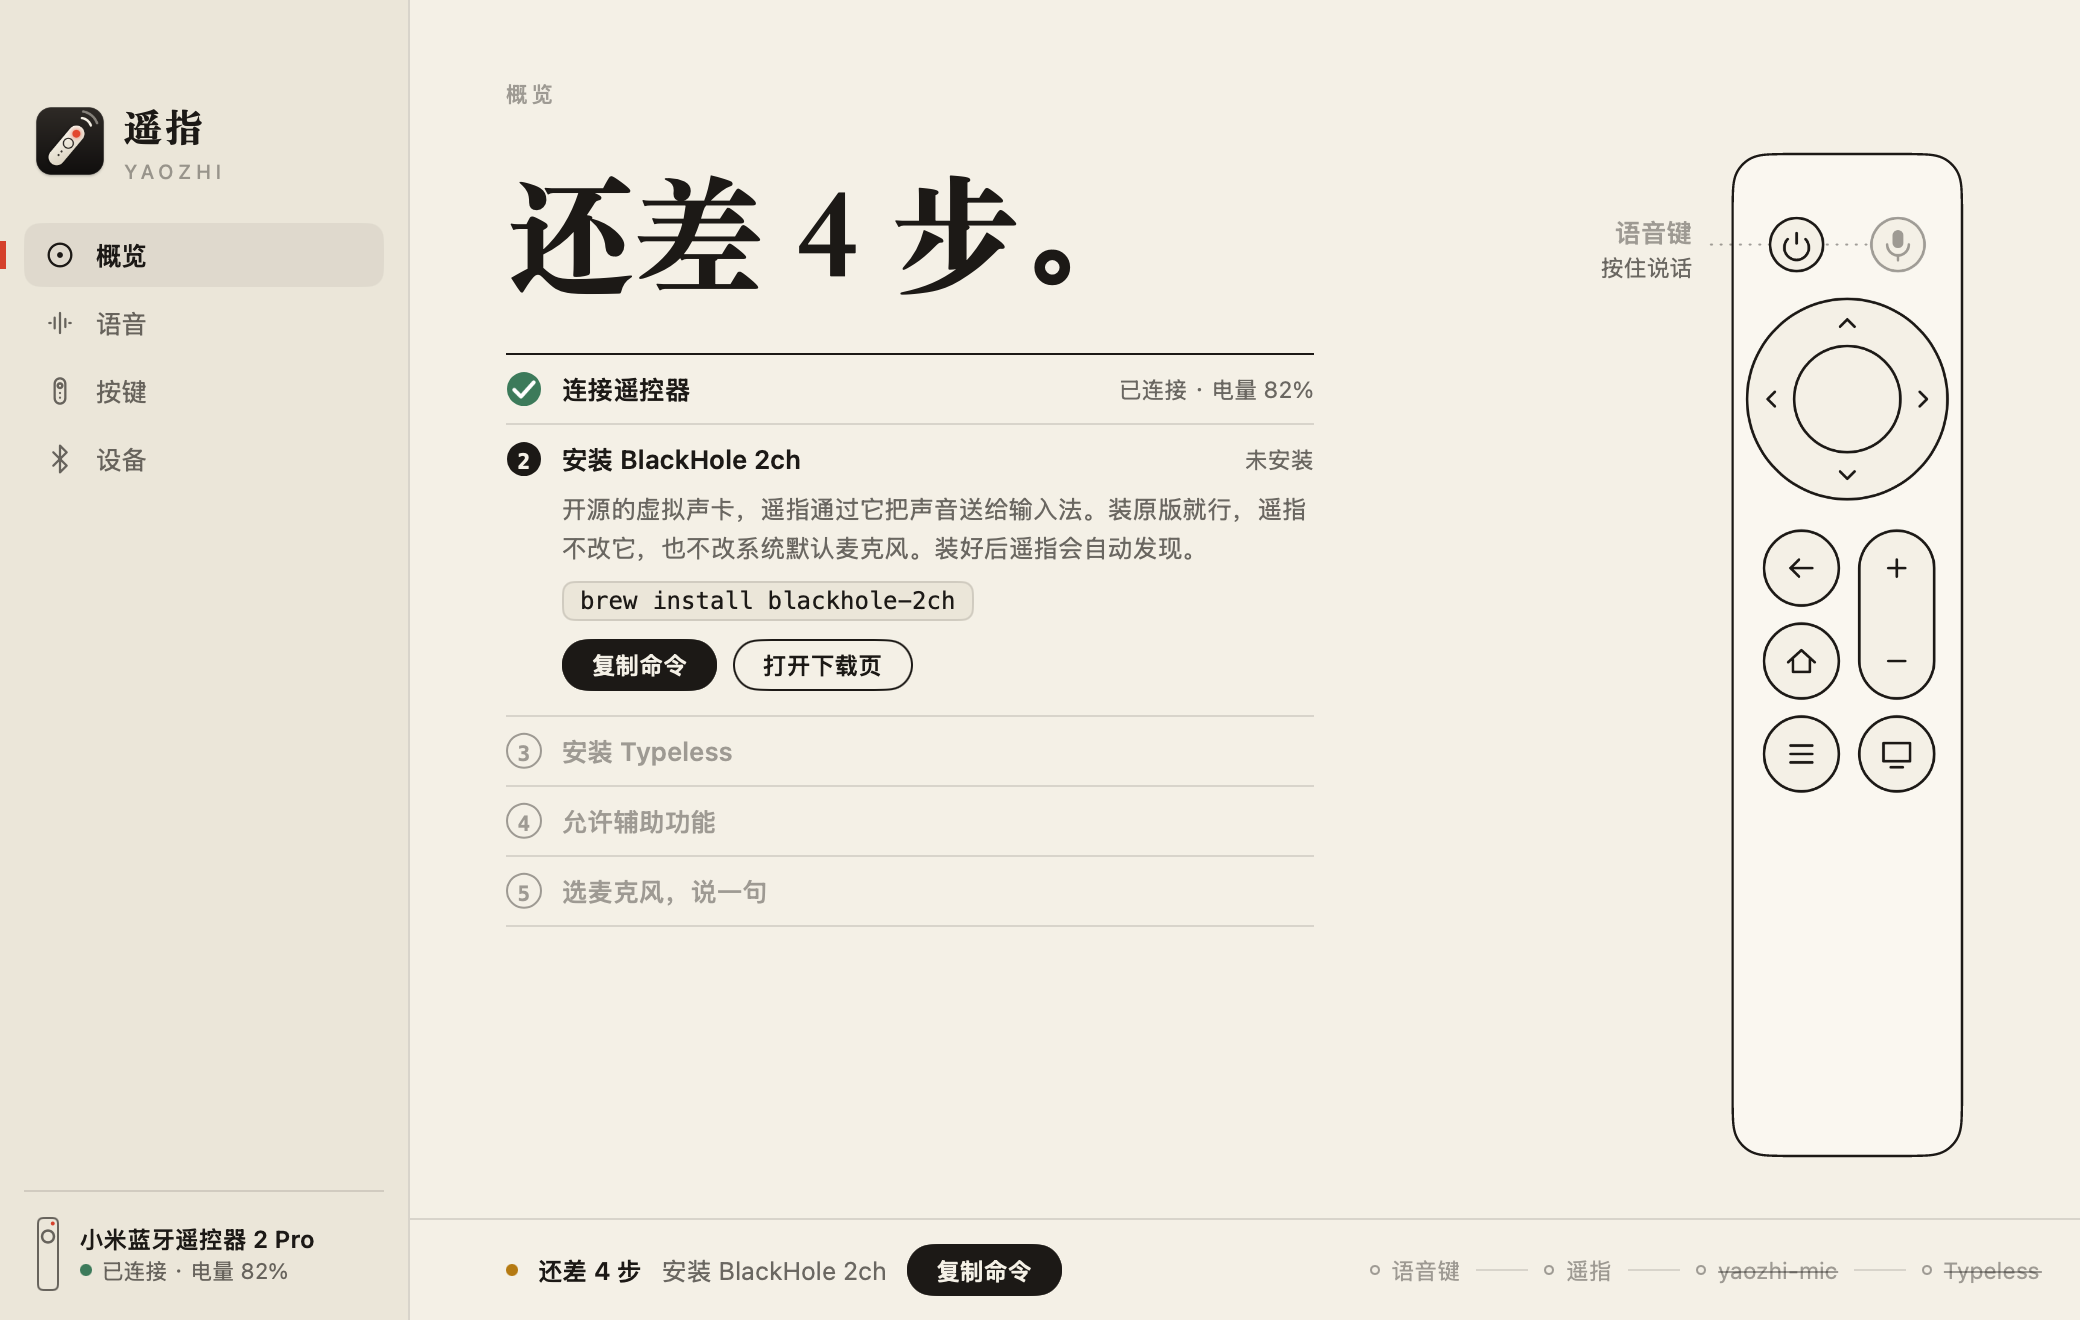 遥指
YAOZHI
概览
语音
按键
设备
小米蓝牙遥控器 2 Pro
已连接 · 电量 82%
概览
还差 4 步。
连接遥控器
已连接 · 电量 82%
2
安装 BlackHole 2ch
未安装
开源的虚拟声卡，遥指通过它把声音送给输入法。装原版就行，遥指
不改它，也不改系统默认麦克风。装好后遥指会自动发现。
brew install blackhole-2ch
复制命令
打开下载页
3
安装 Typeless
4
允许辅助功能
5
选麦克风，说一句
语音键
按住说话
还差 4 步
安装 BlackHole 2ch
复制命令
语音键
遥指
yaozhi-mic
Typeless